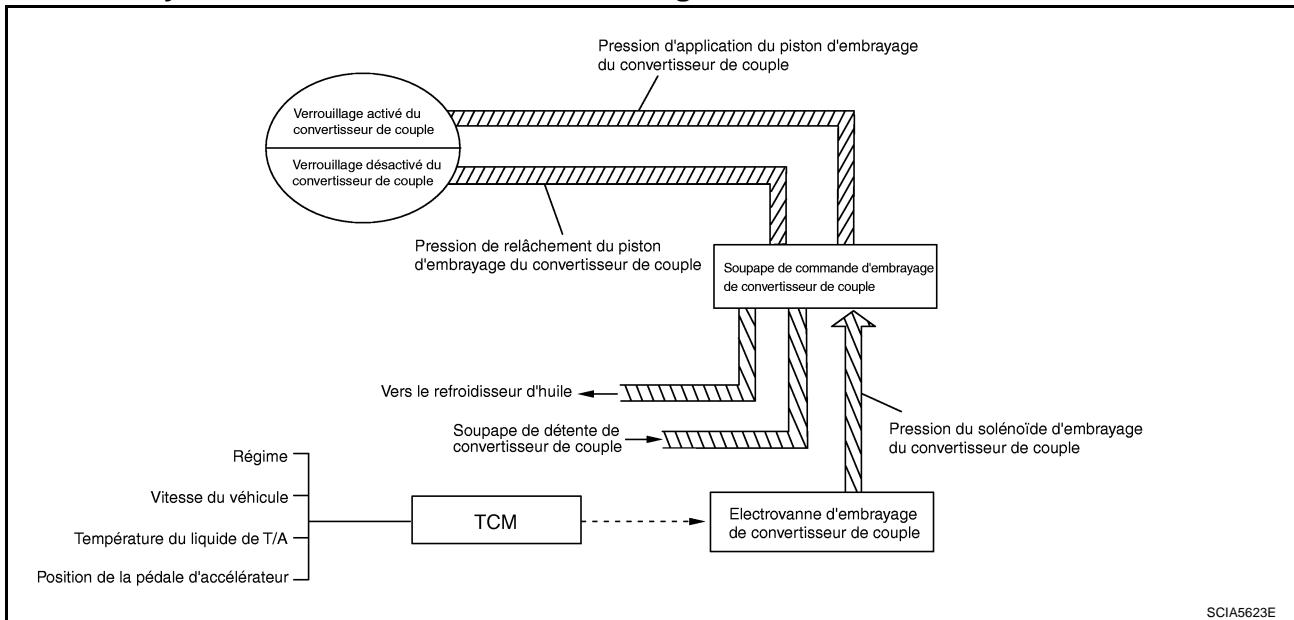 Pression d'application du piston d'embrayage
du convertisseur de couple
Verrouillage activé du
convertisseur de couple
Verrouillage désactivé du
convertisseur de couple
Pression de relâchement du piston
d'embrayage du convertisseur de couple
Soupape de commande d'embrayage
de convertisseur de couple
Vers le refroidisseur d'huile
Soupape de détente de
convertisseur de couple
Pression du solénoïde d'embrayage
du convertisseur de couple
Régime
Vitesse du véhicule
Température du liquide de T/A
Position de la pédale d'accélérateur
TCM
Electrovanne d'embrayage
de convertisseur de couple
SCIA5623E